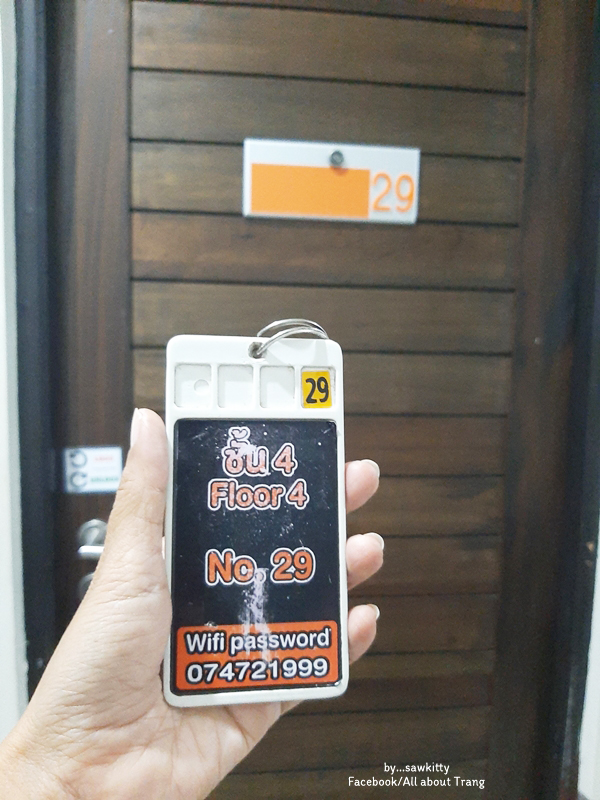 29
29
ชั้น 4
Floor 4
No. 29
Wifi password
074721999
by...sawkitty
Facebook/All about Trang